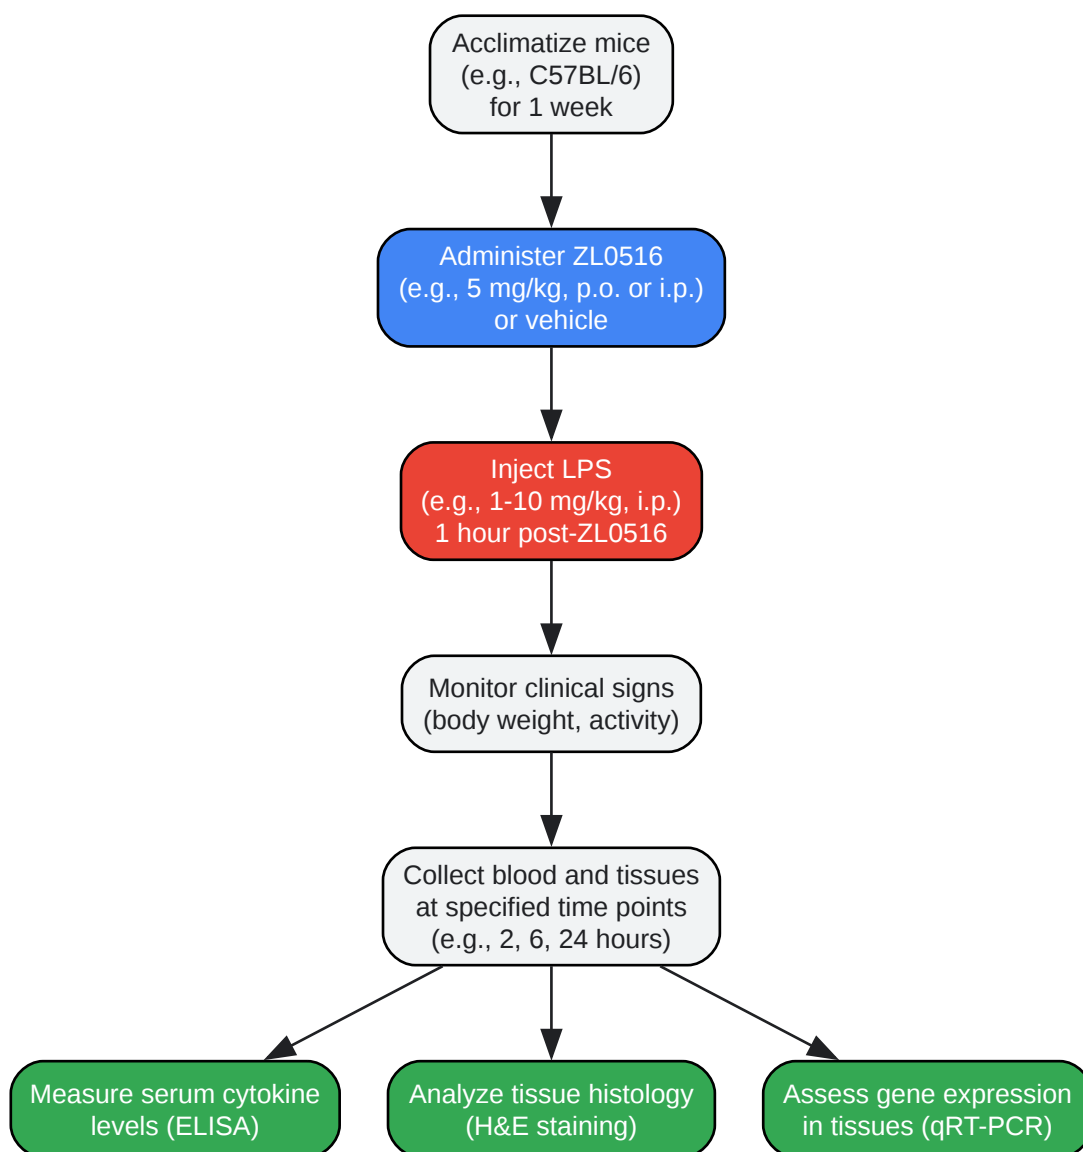 Acclimatize mice
(e.g., C57BL/6)
for 1 week
Administer ZL0516
(e.g., 5 mg/kg, p.o. or i.p.)
or vehicle
Inject LPS
(e.g., 1-10 mg/kg, i.p.)
1 hour post-ZL0516
Monitor clinical signs
(body weight, activity)
Collect blood and tissues
at specified time points
(e.g., 2, 6, 24 hours)
Measure serum cytokine
levels (ELISA)
Analyze tissue histology
(H&E staining)
Assess gene expression
in tissues (qRT-PCR)